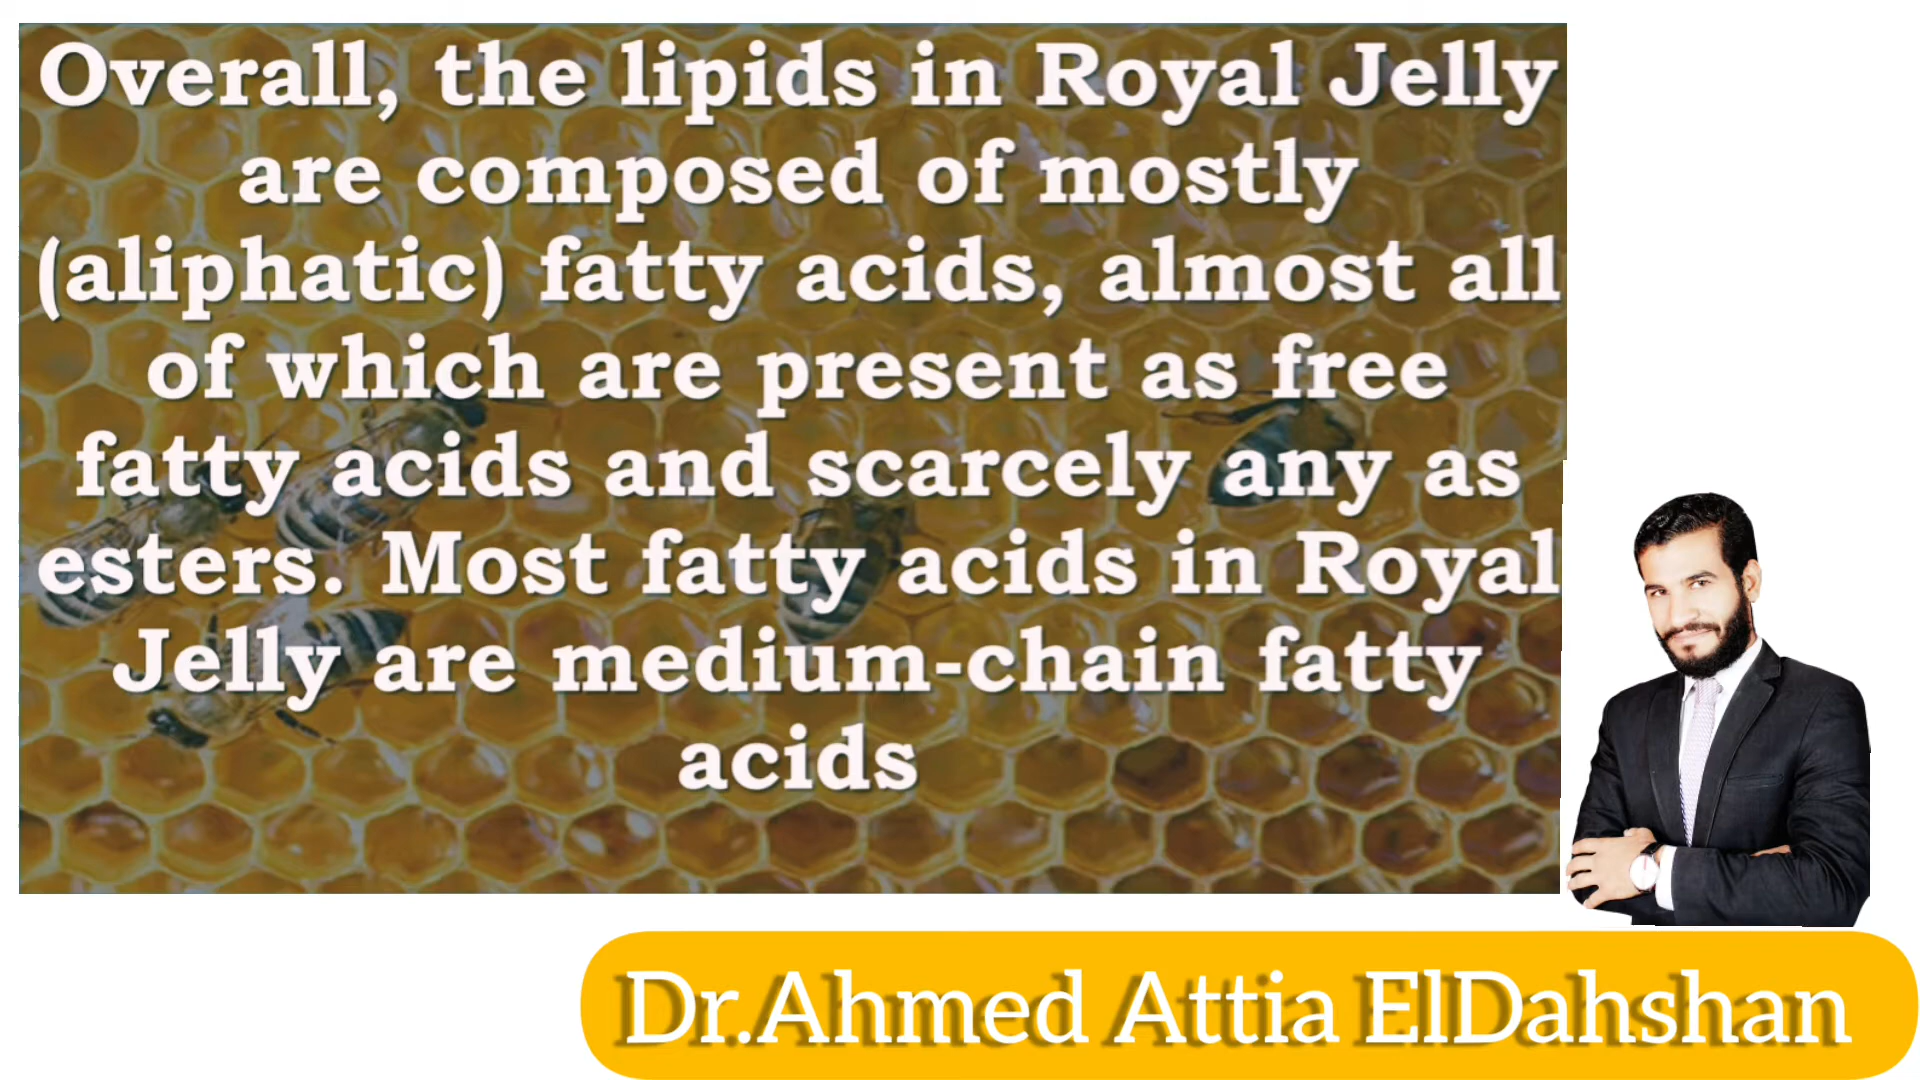 Overall, the lipids in Royal Jelly
are composed of mostly
(aliphatic) fatty acids, almost all
of which are present as free
fatty acids and scarcely any as
esters. Most fatty acids in Royal
Jelly are medium-chain fatty
acids
Dr.Ahmed Attia ElDahshan